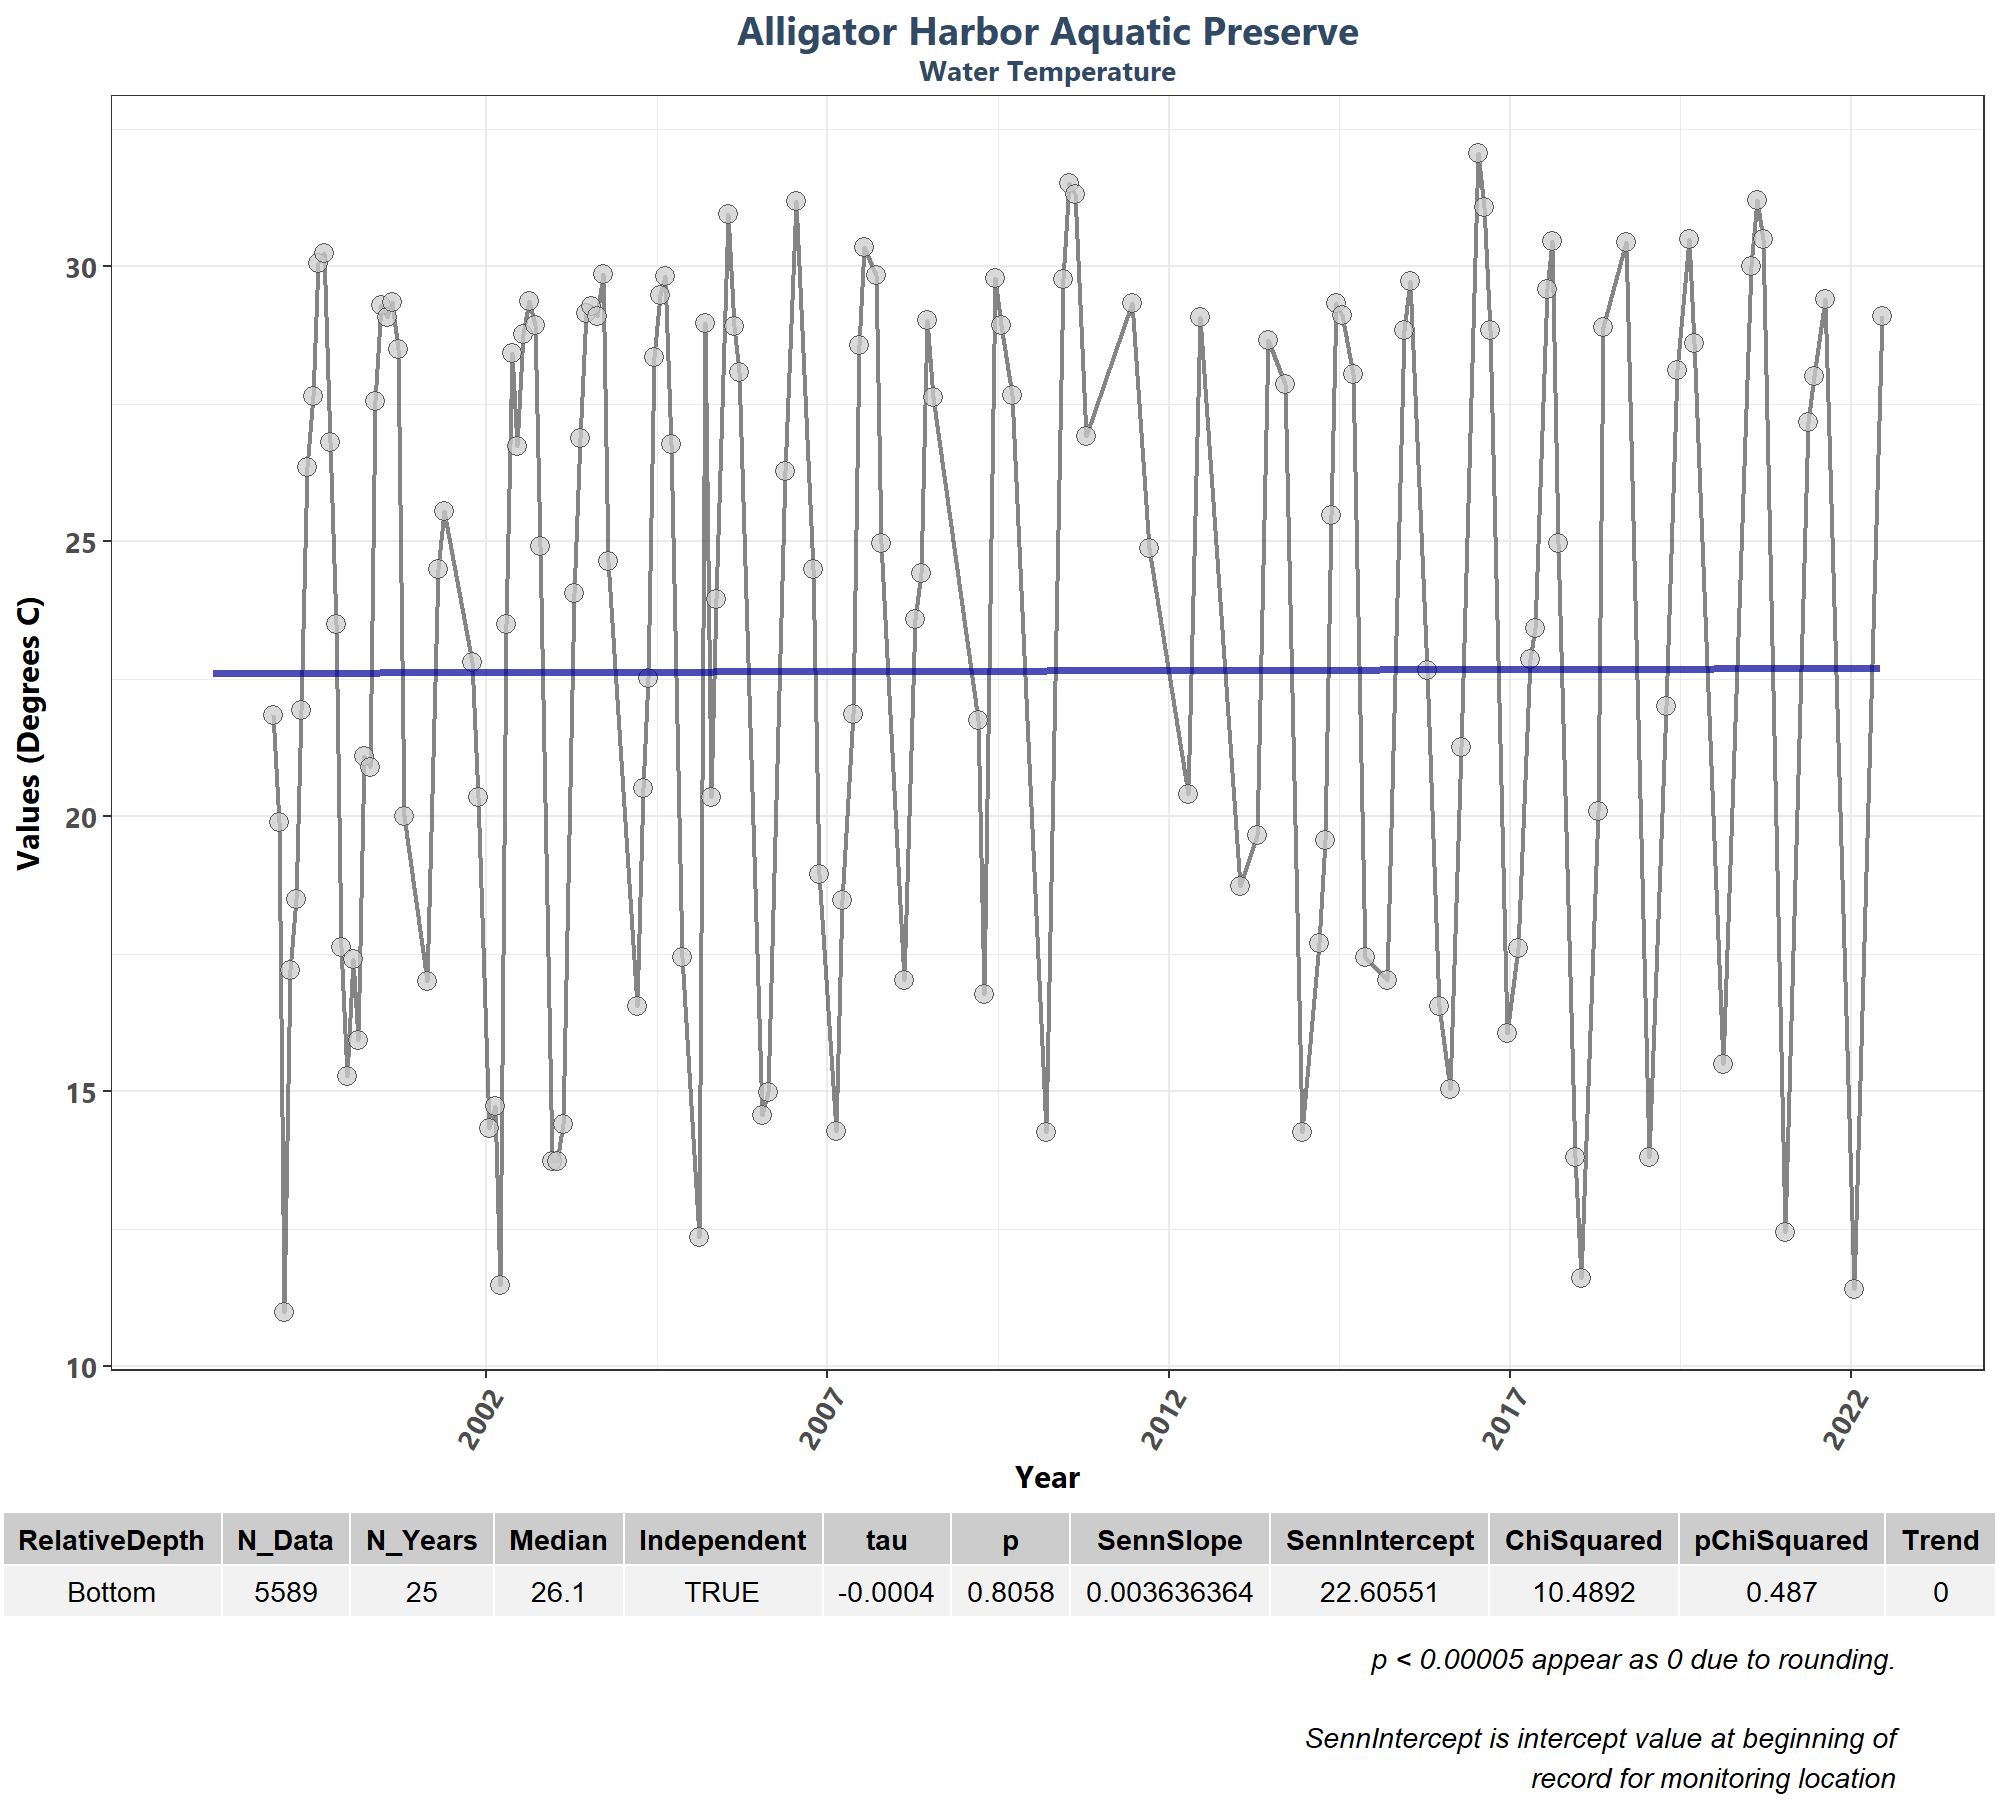 Alligator Harbor Aquatic Preserve
Water Temperature
Values (Degrees C)
30
25
20
15
10
2002
2007
2012
2017
2022
Year
RelativeDepth N_Data N_Years Median Independent tau p SennSlope SennIntercept ChiSquared pChiSquared Trend
Bottom 5589 25 26.1 TRUE -0.0004 0.8058 0.003636364 22.60551 10.4892 0.487 0
p < 0.00005 appear as 0 due to rounding.
SennIntercept is intercept value at beginning of
record for monitoring location